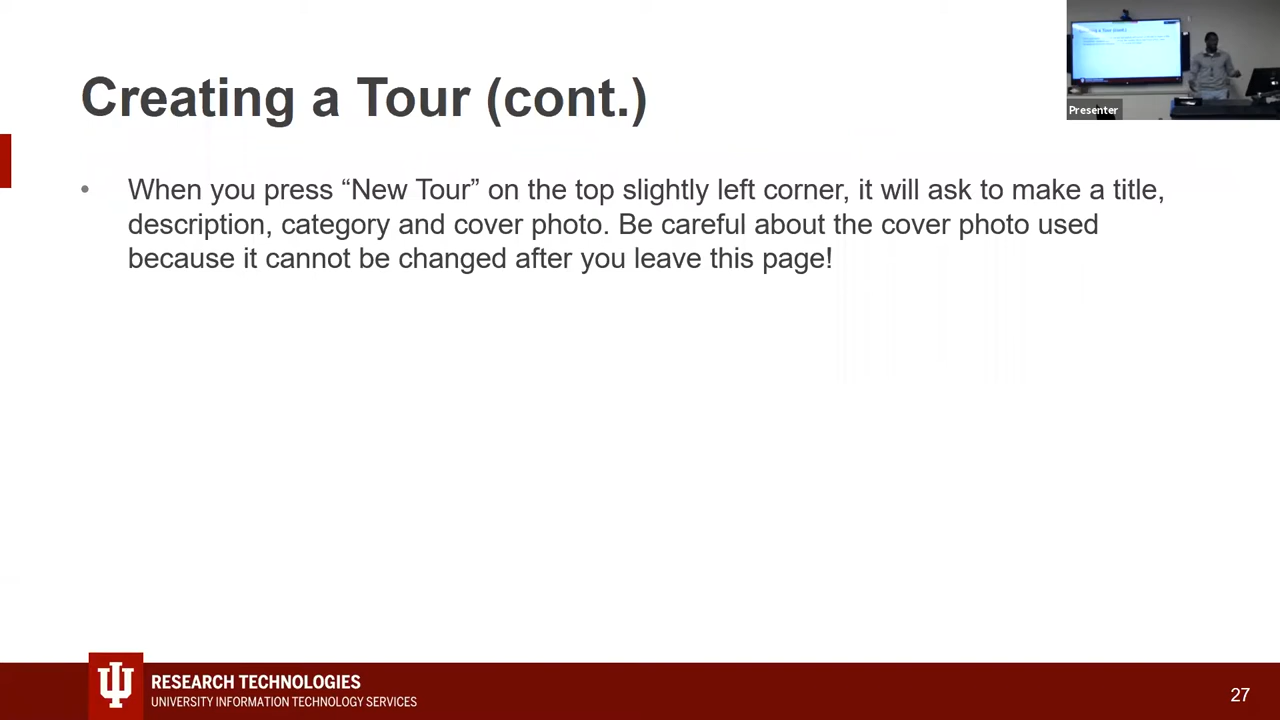 Presenter
Creating a Tour (cont.)
• When you press “New Tour” on the top slightly left corner, it will ask to make a title,
description, category and cover photo. Be careful about the cover photo used
because it cannot be changed after you leave this page!
RESEARCH TECHNOLOGIES
UNIVERSITY INFORMATION TECHNOLOGY SERVICES
27